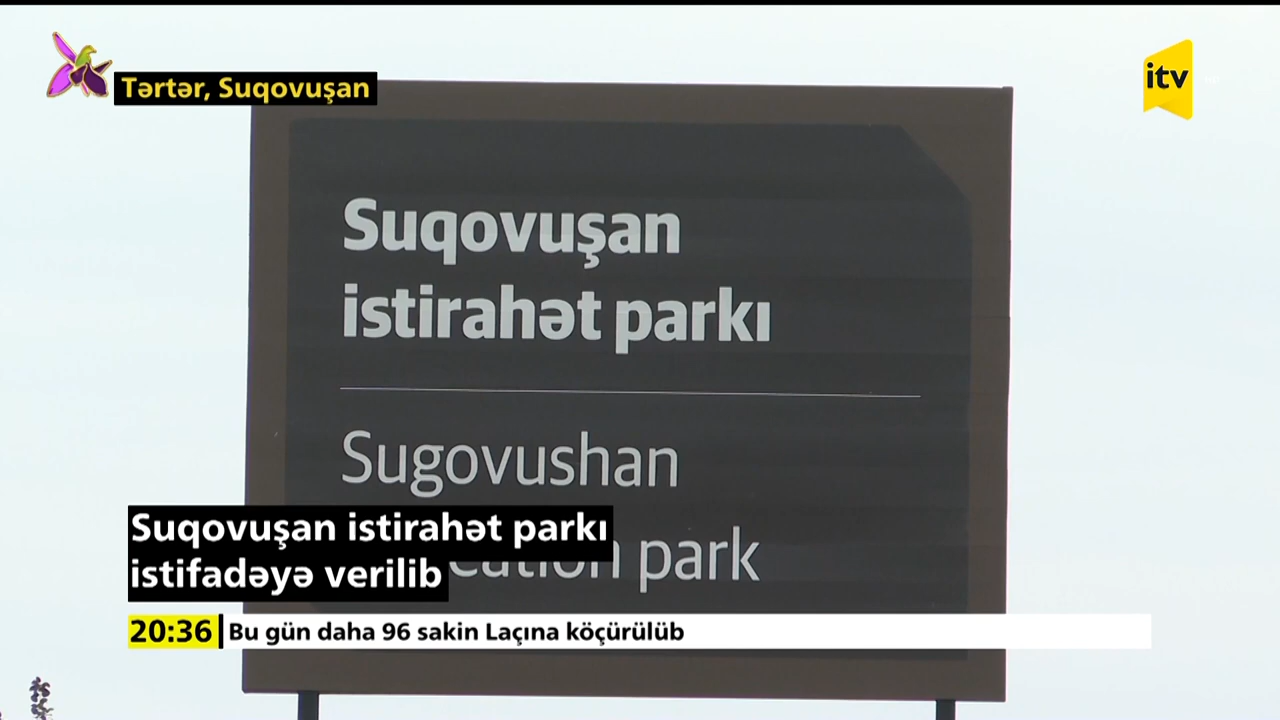 Tərtər, Suqovuşan
itv
Suqovuşan
istirahət parkı
Sugovushan
park
Suqovuşan istirahət parkı
istifadəyə verilib
20:36 Bu gün daha 96 sakin Laçına köçürülüb